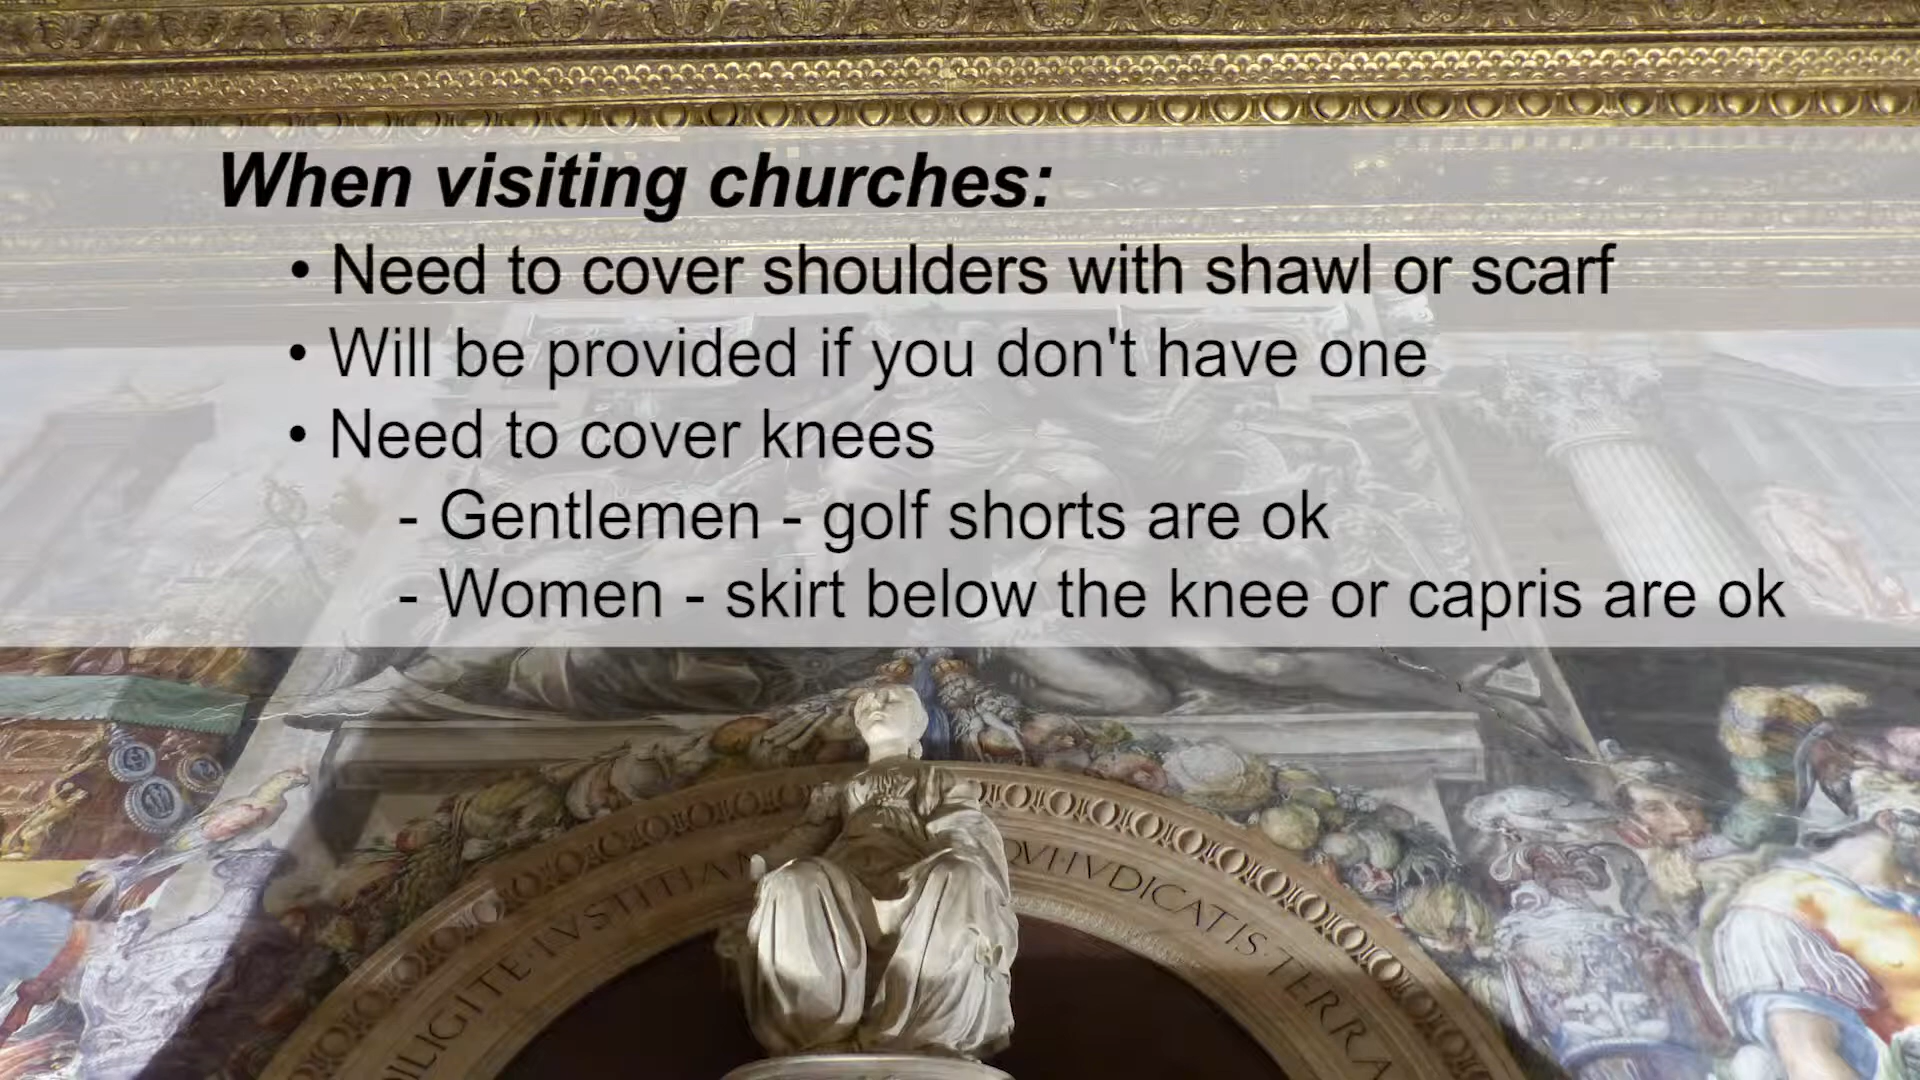 When visiting churches:
• Need to cover shoulders with shawl or scarf
• Will be provided if you don't have one
• Need to cover knees
- Gentlemen - golf shorts are ok
- Women - skirt below the knee or capris are ok
DILIGITE · IVSTITIAM QVI IVDICATIS · TERRA